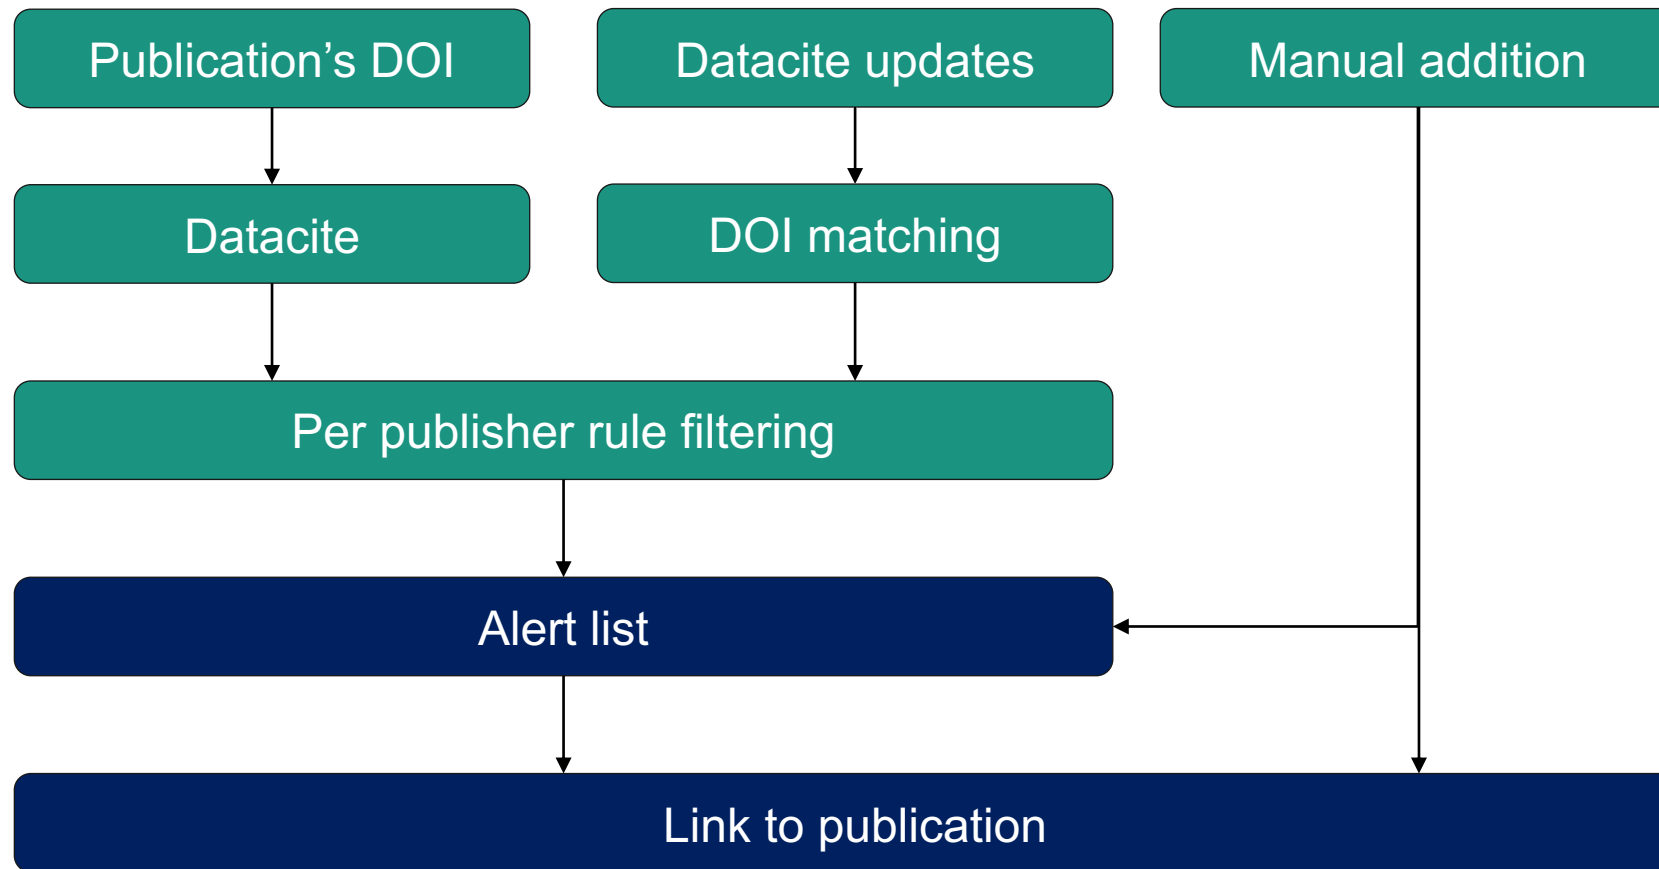 Publication’s DOI
Datacite updates
Manual addition
Datacite
DOI matching
Per publisher rule filtering
Alert list
Link to publication